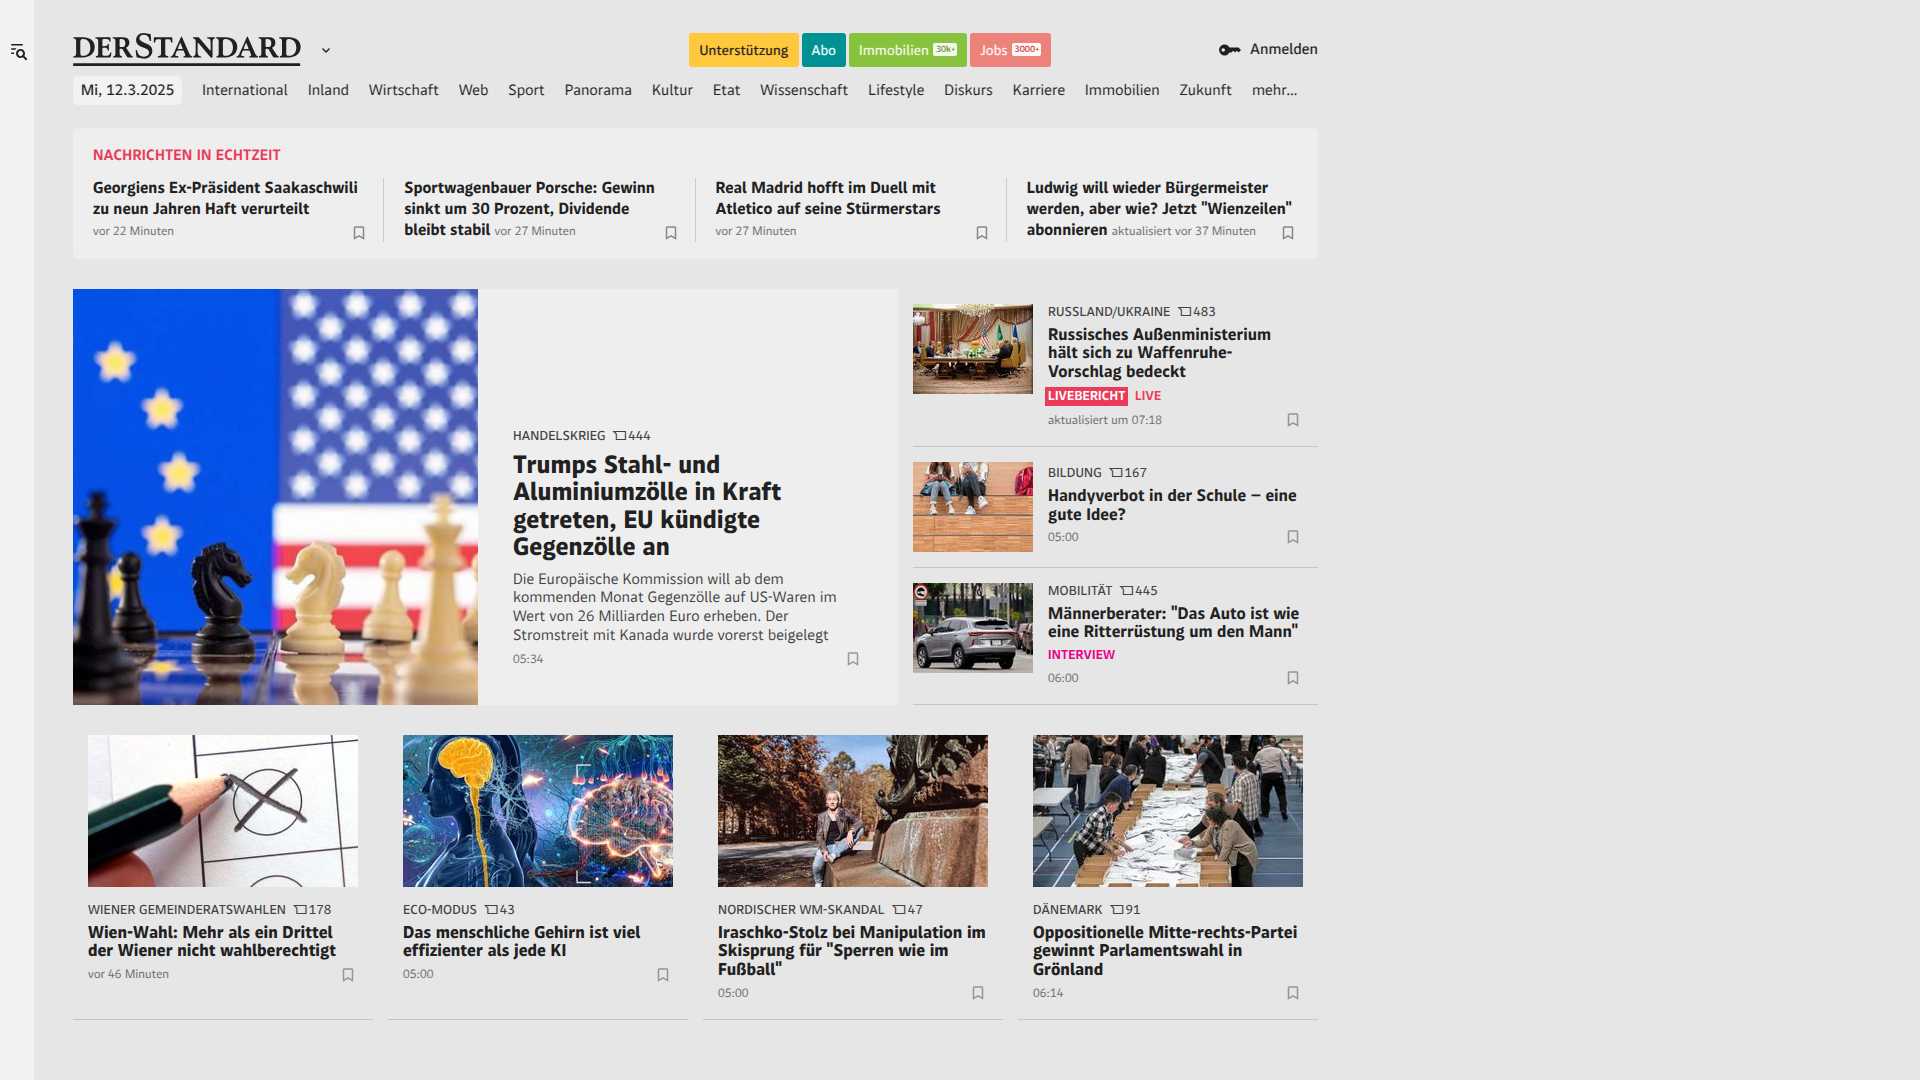 DERSTANDARD
Unterstützung
Abo
Immobilien 30k+
Jobs 3000+
Anmelden
Mi, 12.3.2025
International
Inland
Wirtschaft
Web
Sport
Panorama
Kultur
Etat
Wissenschaft
Lifestyle
Diskurs
Karriere
Immobilien
Zukunft
mehr...
NACHRICHTEN IN ECHTZEIT
Georgiens Ex-Präsident Saakaschwili
zu neun Jahren Haft verurteilt
vor 22 Minuten
Sportwagenbauer Porsche: Gewinn
sinkt um 30 Prozent, Dividende
bleibt stabil vor 27 Minuten
Real Madrid hofft im Duell mit
Atletico auf seine Stürmerstars
vor 27 Minuten
Ludwig will wieder Bürgermeister
werden, aber wie? Jetzt "Wienzeilen"
abonnieren aktualisiert vor 37 Minuten
HANDELSKRIEG 444
Trumps Stahl- und
Aluminiumzölle in Kraft
getreten, EU kündigte
Gegenzölle an
Die Europäische Kommission will ab dem
kommenden Monat Gegenzölle auf US-Waren im
Wert von 26 Milliarden Euro erheben. Der
Stromstreit mit Kanada wurde vorerst beigelegt
05:34
RUSSLAND/UKRAINE 483
Russisches Außenministerium
hält sich zu Waffenruhe-
Vorschlag bedeckt
LIVEBERICHT LIVE
aktualisiert um 07:18
BILDUNG 167
Handyverbot in der Schule – eine
gute Idee?
05:00
MOBILITÄT 445
Männerberater: "Das Auto ist wie
eine Ritterrüstung um den Mann"
INTERVIEW
06:00
WIENER GEMEINDERATSWAHLEN 178
Wien-Wahl: Mehr als ein Drittel
der Wiener nicht wahlberechtigt
vor 46 Minuten
ECO-MODUS 43
Das menschliche Gehirn ist viel
effizienter als jede KI
05:00
NORDISCHER WM-SKANDAL 47
Iraschko-Stolz bei Manipulation im
Skisprung für "Sperren wie im
Fußball"
05:00
DÄNEMARK 91
Oppositionelle Mitte-rechts-Partei
gewinnt Parlamentswahl in
Grönland
06:14